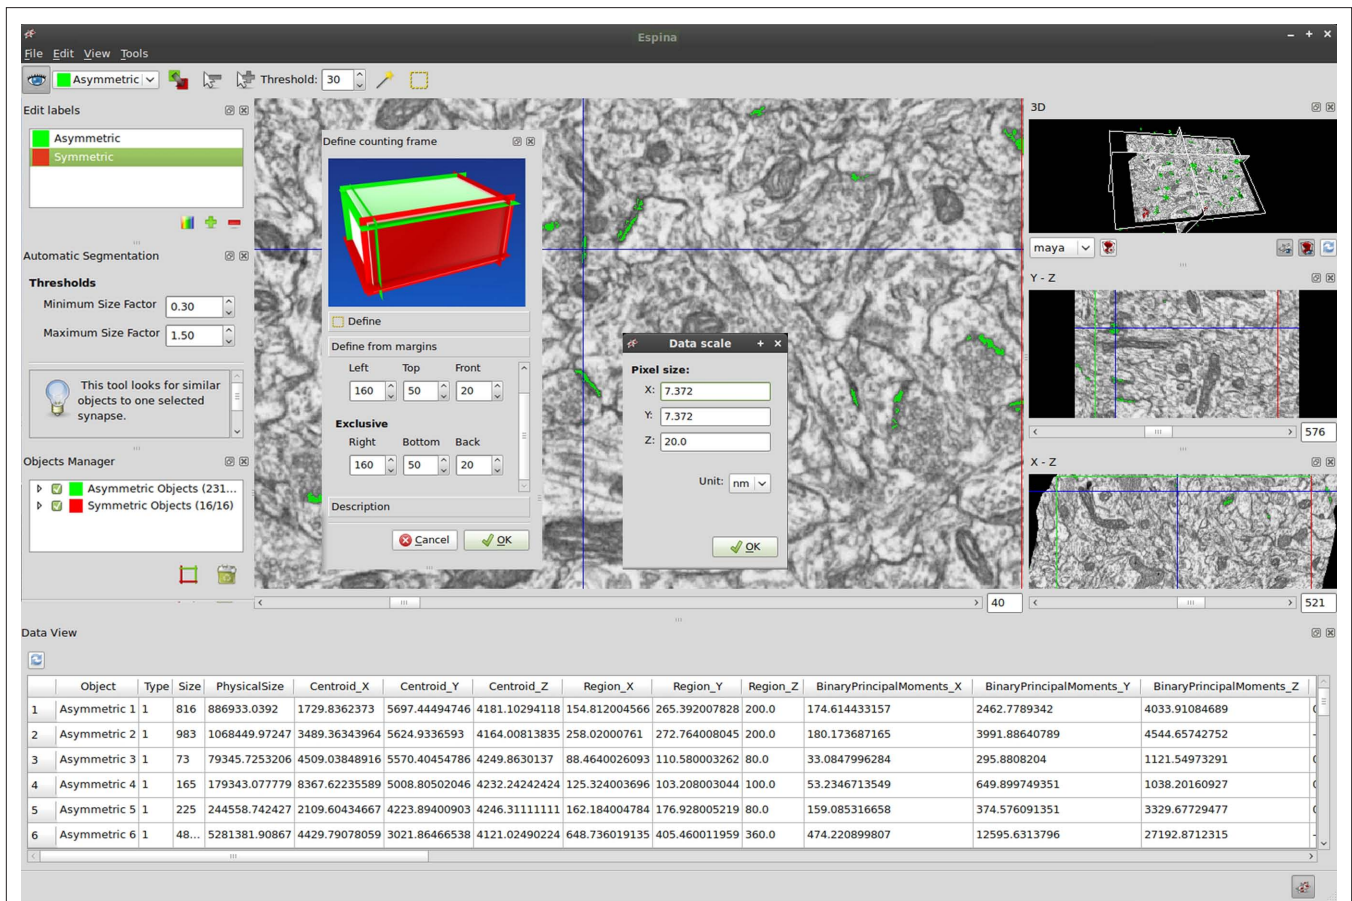 Espina
File Edit View Tools
Asymmetric Threshold: 30
Edit labels
Asymmetric
Symmetric
Automatic Segmentation
Thresholds
Minimum Size Factor 0.30
Maximum Size Factor 1.50
This tool looks for similar
objects to one selected
synapse.
Objects Manager
Asymmetric Objects (231...
Symmetric Objects (16/16)
Define counting frame
Define
Define from margins
Left Top Front
160 50 20
Exclusive
Right Bottom Back
160 50 20
Description
Cancel OK
Data scale
Pixel size:
X: 7.372
Y: 7.372
Z: 20.0
Unit: nm
OK
40
3D
maya
Y - Z
576
X - Z
521
Data View
Object Type Size PhysicalSize Centroid_X Centroid_Y Centroid_Z Region_X Region_Y Region_Z BinaryPrincipalMoments_X BinaryPrincipalMoments_Y BinaryPrincipalMoments_Z
1 Asymmetric 1 1 816 886933.0392 1729.8362373 5697.44494746 4181.10294118 154.812004566 265.392007828 200.0 174.614433157 2462.7789342 4033.91084689
2 Asymmetric 2 1 983 1068449.97247 3489.36343964 5624.9336593 4164.00813835 258.02000761 272.764008045 200.0 180.173687165 3991.88640789 4544.65742752
3 Asymmetric 3 1 73 79345.7253206 4509.03848916 5570.40454786 4249.8630137 88.4640026093 110.580003262 80.0 33.0847996284 295.8808204 1121.54973291
4 Asymmetric 4 1 165 179343.077779 8367.62235589 5008.80502046 4232.24242424 125.324003696 103.208003044 100.0 53.2346713549 649.899749351 1038.20160927
5 Asymmetric 5 1 225 244558.742427 2109.60434667 4223.89400903 4246.31111111 162.184004784 176.928005219 80.0 159.085316658 374.576091351 3329.67729477
6 Asymmetric 6 1 48... 5281381.90867 4429.79078059 3021.86466538 4121.02490224 648.736019135 405.460011959 360.0 474.220899807 12595.6313796 27192.8712315